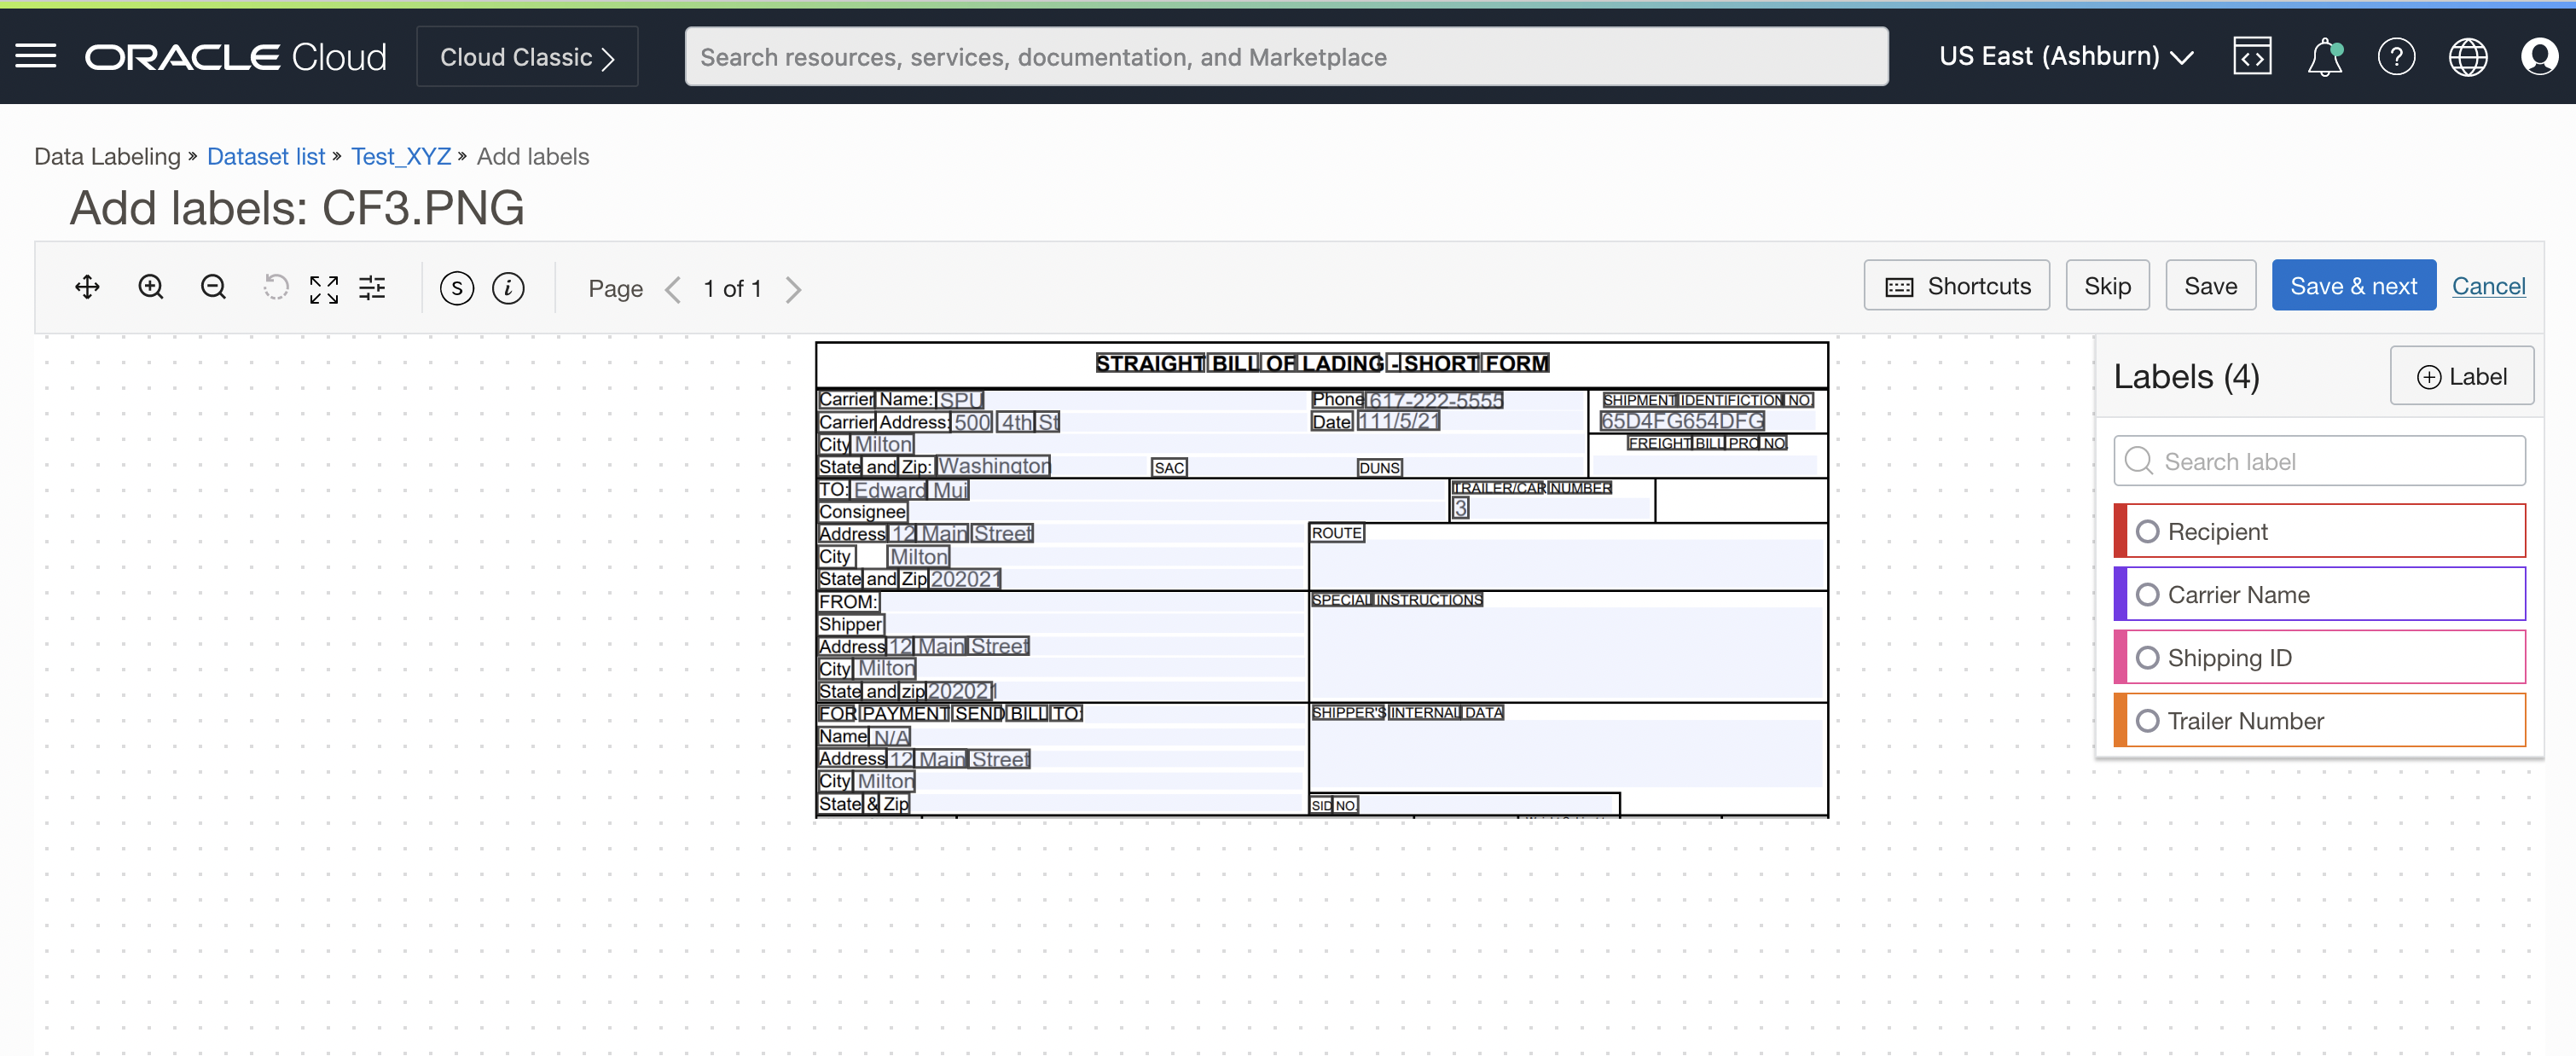 ORACLE Cloud
Cloud Classic
Search resources, services, documentation, and Marketplace
US East (Ashburn)
Data Labeling » Dataset list » Test_XYZ » Add labels
Add labels: CF3.PNG
S
i
Page 1 of 1
Shortcuts
Skip
Save
Save & next
Cancel
STRAIGHT BILL OF LADING - SHORT FORM
Carrier Name: SPU
Phone 617-222-5555
SHIPMENT IDENTIFICTION NO.
Carrier Address: 500 4th St
Date 111/5/21
65D4FG654DFG
City Milton
FREIGHT BILL PRO NO.
State and Zip: Washington
SAC
DUNS
TO: Edward Mui
TRAILER/CAR NUMBER
Consignee
3
Address 12 Main Street
ROUTE
City Milton
State and Zip 202021
FROM:
SPECIAL INSTRUCTIONS
Shipper
Address 12 Main Street
City Milton
State and zip 202021
FOR PAYMENT SEND BILL TO:
SHIPPER'S INTERNAL DATA
Name N/A
Address 12 Main Street
City Milton
State & Zip
SID NO.
Labels (4)
Label
Search label
Recipient
Carrier Name
Shipping ID
Trailer Number